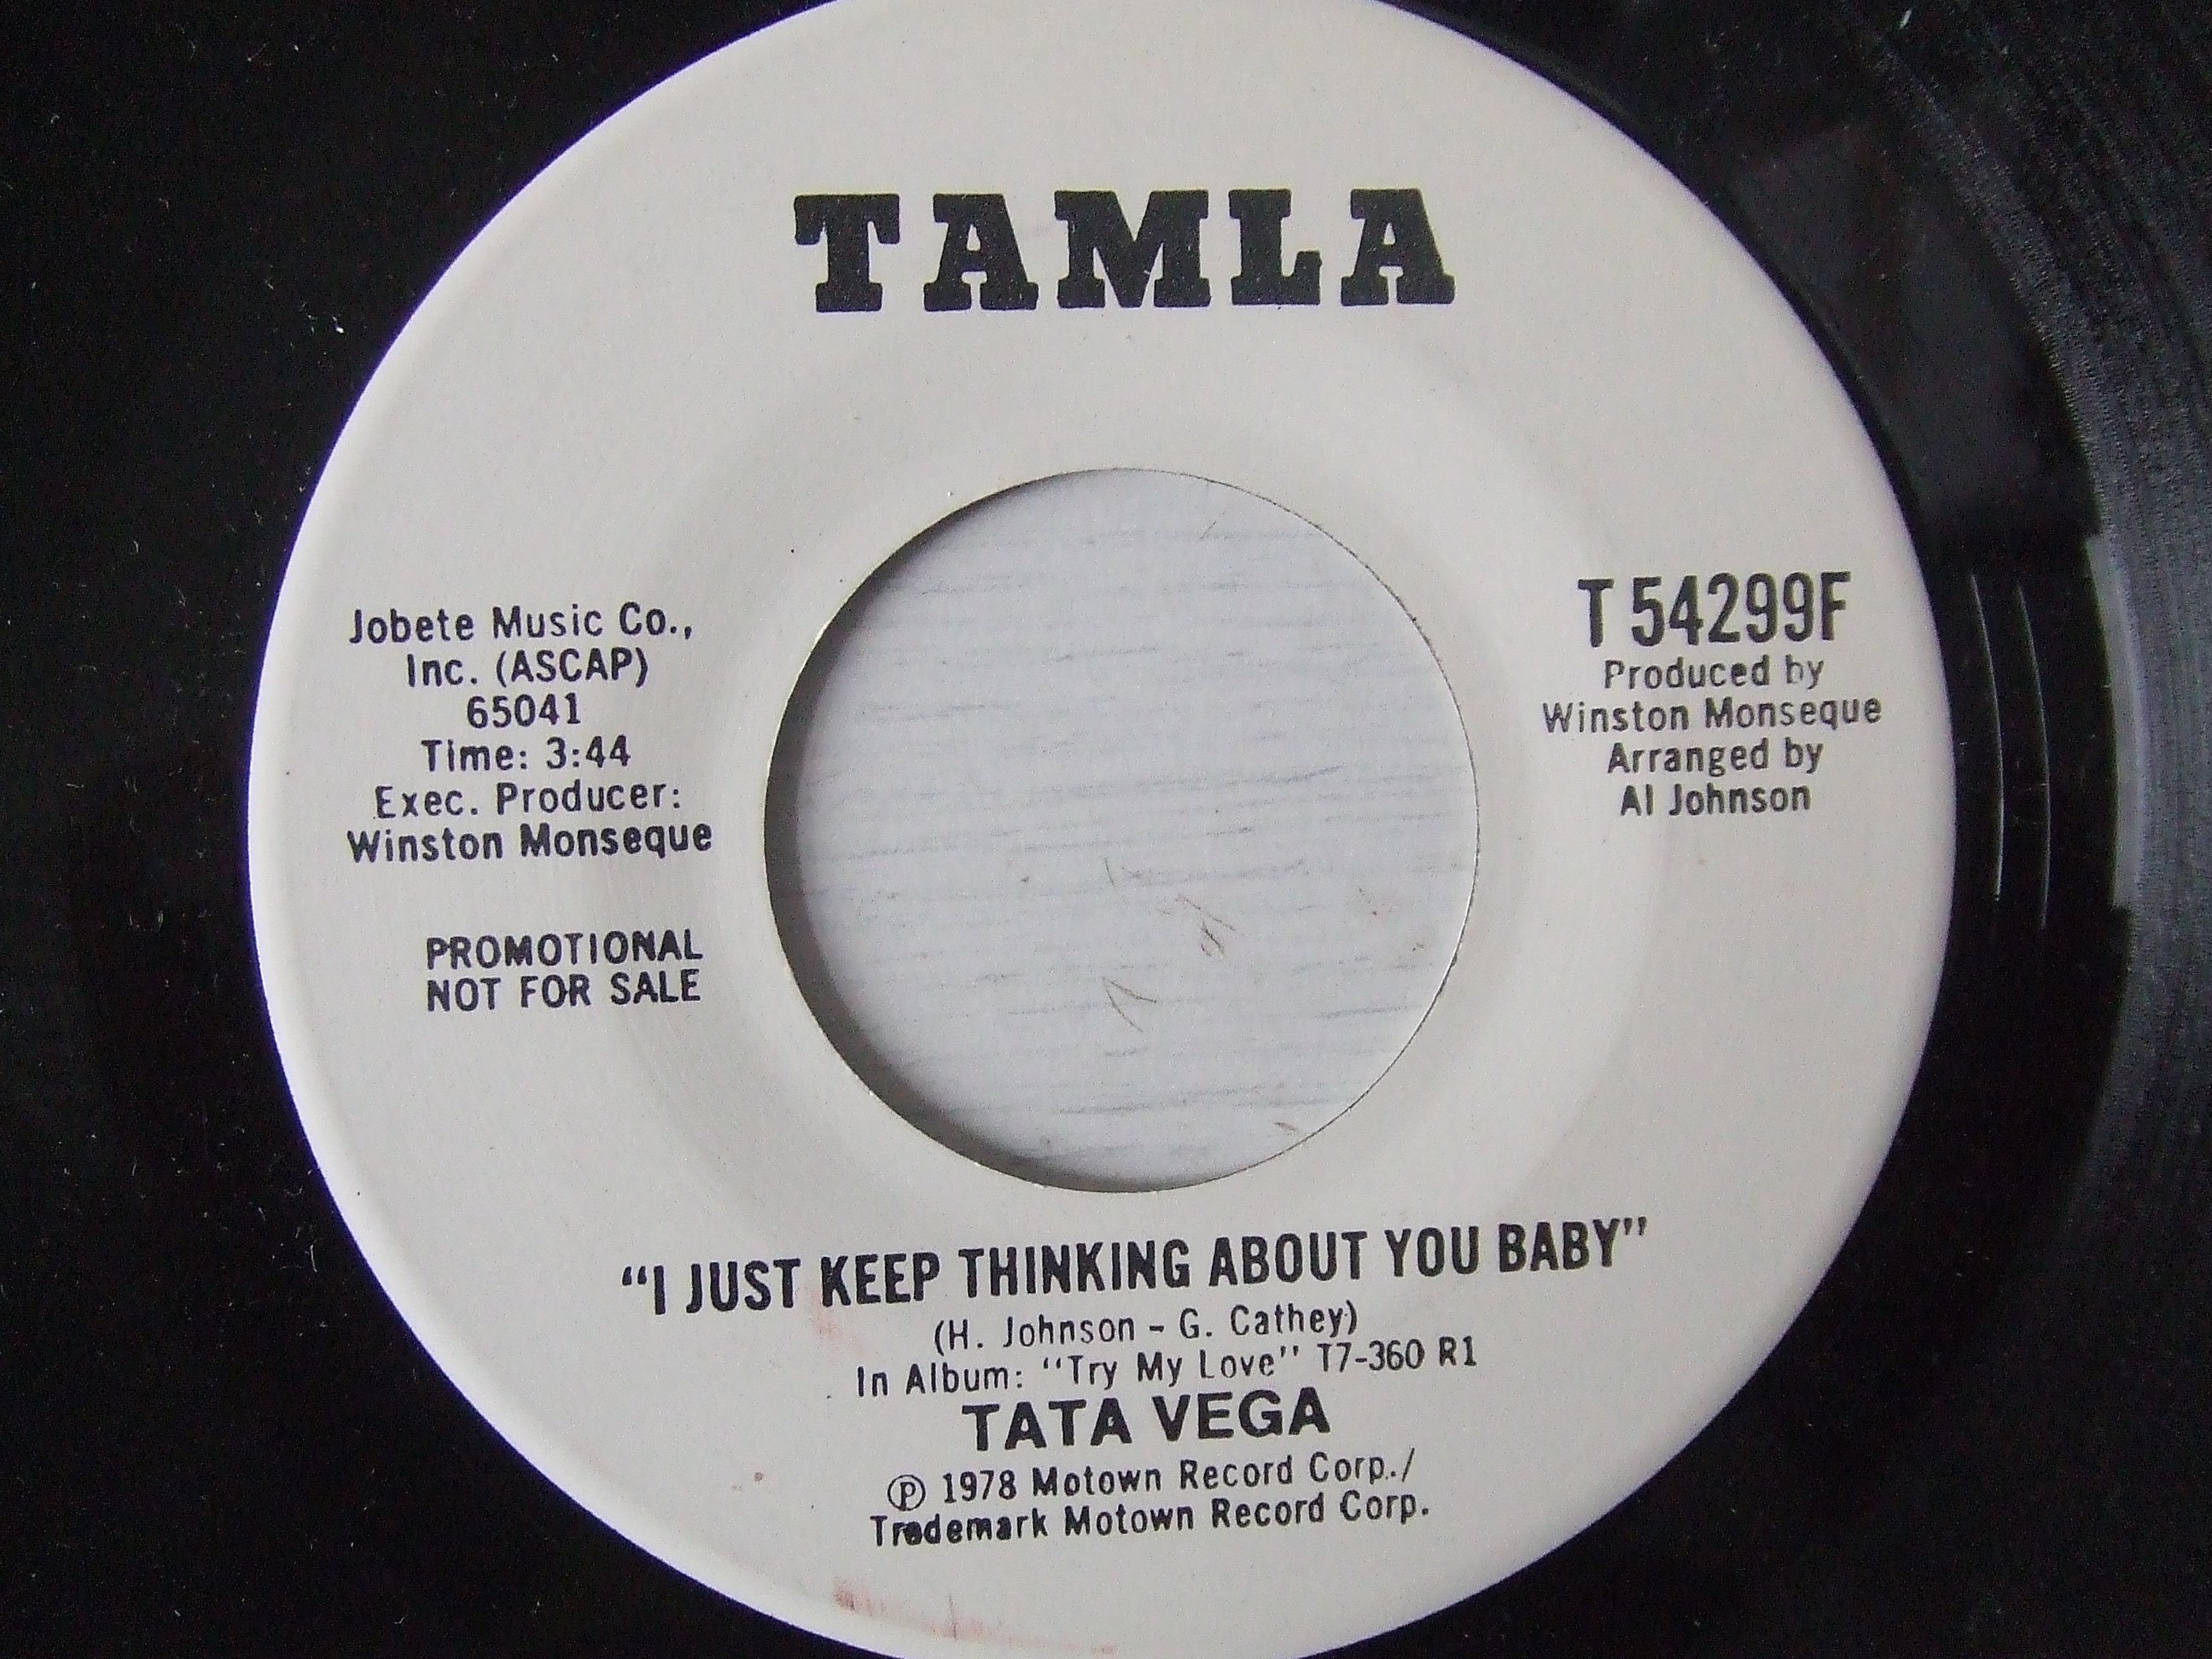 TAMLA
Jobete Music Co.,
Inc. (ASCAP)
65041
Time: 3:44
Exec. Producer:
Winston Monseque
PROMOTIONAL
NOT FOR SALE
T 54299F
Produced by
Winston Monseque
Arranged by
Al Johnson
“I JUST KEEP THINKING ABOUT YOU BABY”
(H. Johnson – G. Cathey)
In Album: “Try My Love” T7-360 R1
TATA VEGA
℗ 1978 Motown Record Corp./
Trademark Motown Record Corp.